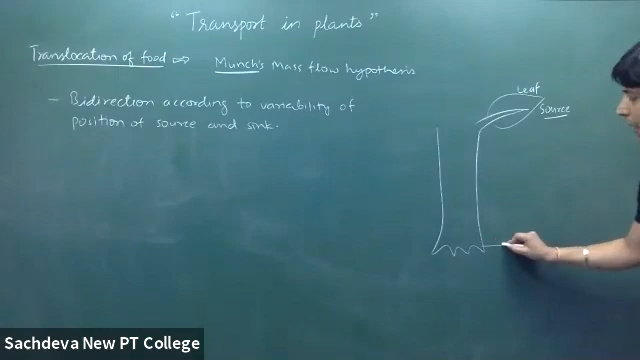 "Transport in plants"
Translocation of food ⇒ Munch's Mass flow hypothesis
- Bidirection according to variability of
position of source and sink.
Leaf
Source
Sachdeva New PT College